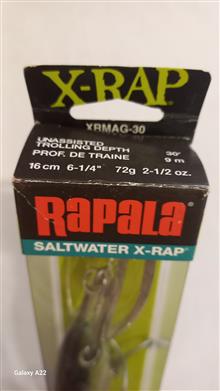 X-RAP®
XRMAG-30
UNASSISTED
TROLLING DEPTH 30'
PROF. DE TRAINE 9 m
16 cm 6-1/4" 72g 2-1/2 oz.
Rapala®
SALTWATER X-RAP®
Galaxy A22